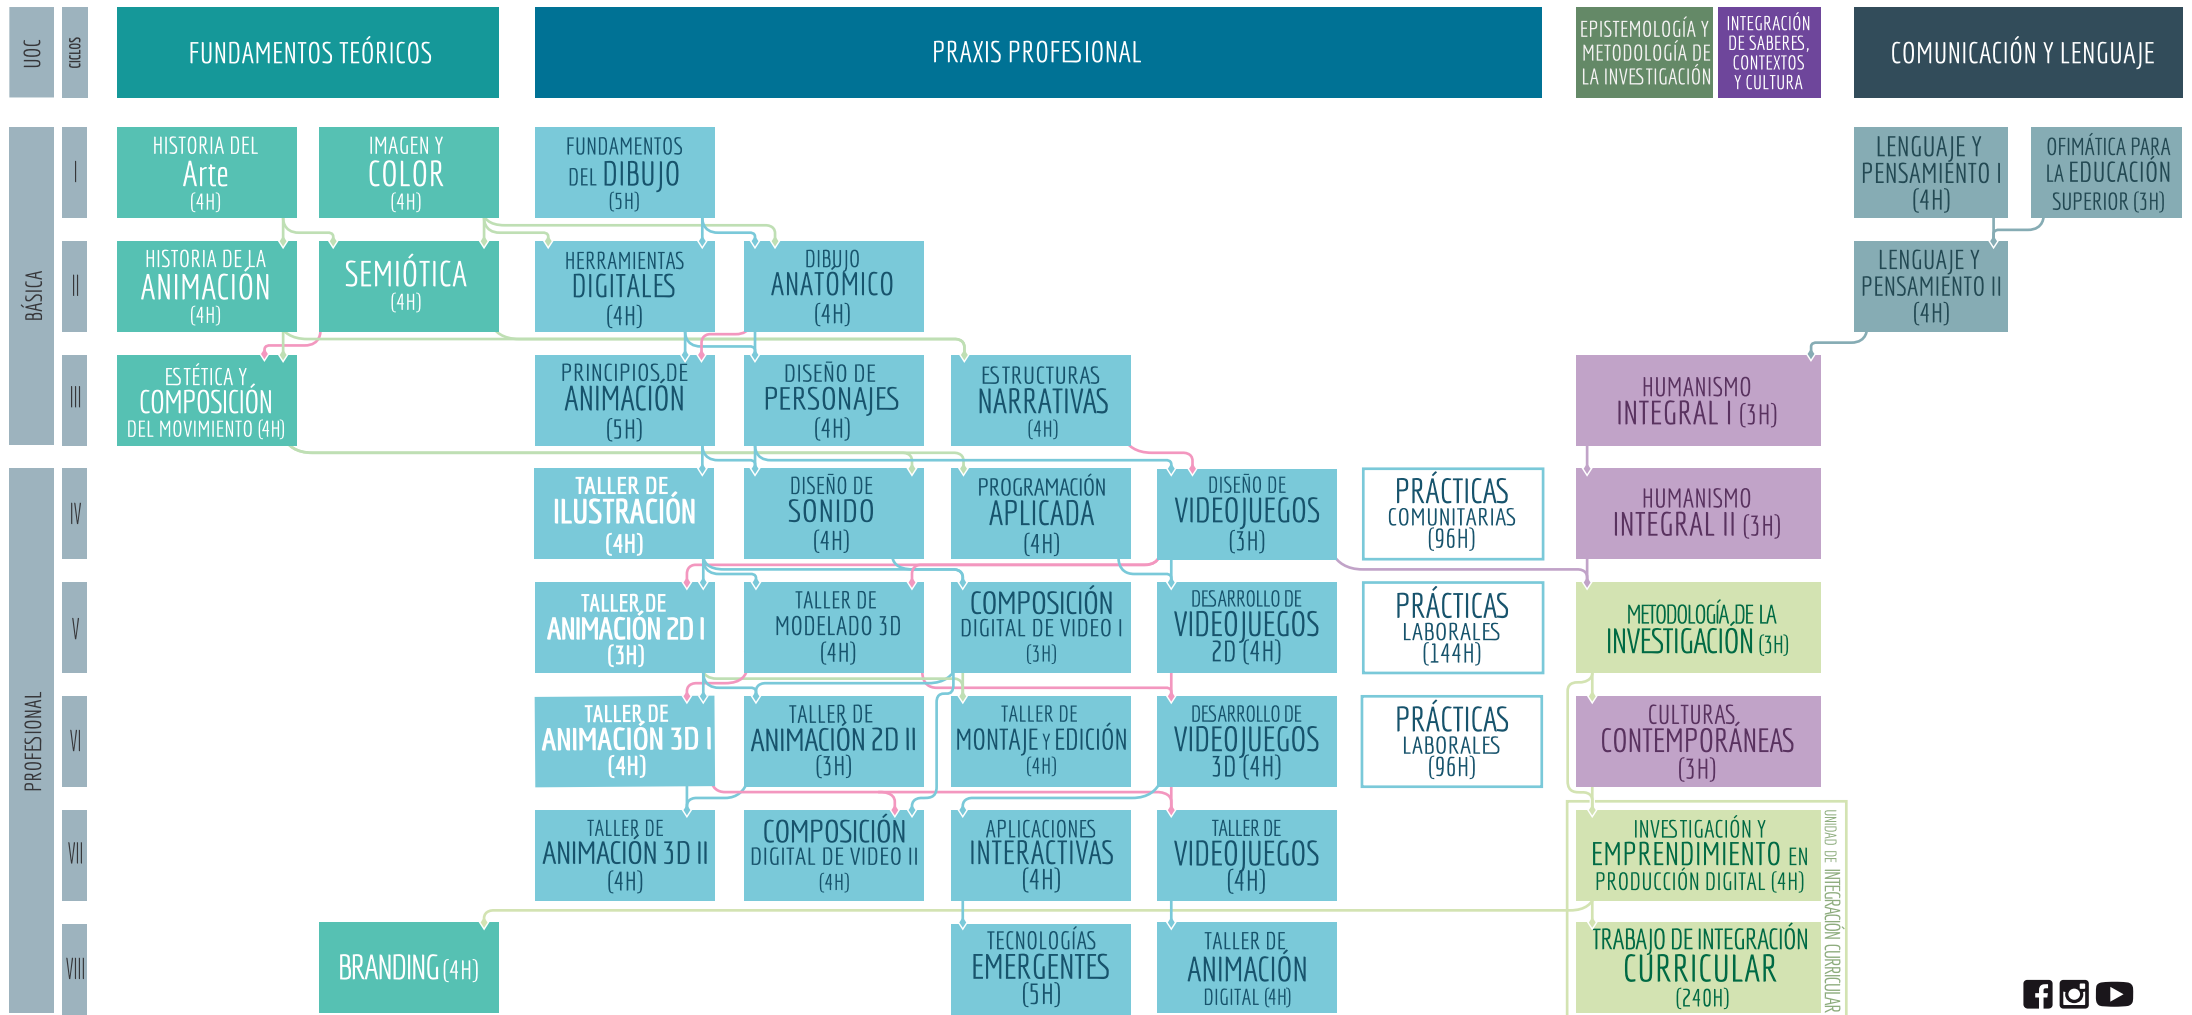 UOC
CICLOS
FUNDAMENTOS TEÓRICOS
PRAXIS PROFESIONAL
EPISTEMOLOGÍA Y
METODOLOGÍA DE
LA INVESTIGACIÓN
INTEGRACIÓN
DE SABERES,
CONTEXTOS
Y CULTURA
COMUNICACIÓN Y LENGUAJE
BÁSICA
I
HISTORIA DEL
Arte
(4H)
IMAGEN Y
COLOR
(4H)
FUNDAMENTOS
DEL DIBUJO
(5H)
LENGUAJE Y
PENSAMIENTO I
(4H)
OFIMÁTICA PARA
LA EDUCACIÓN
SUPERIOR (3H)
II
HISTORIA DE LA
ANIMACIÓN
(4H)
SEMIÓTICA
(4H)
HERRAMIENTAS
DIGITALES
(4H)
DIBUJO
ANATÓMICO
(4H)
LENGUAJE Y
PENSAMIENTO II
(4H)
III
ESTÉTICA Y
COMPOSICIÓN
DEL MOVIMIENTO (4H)
PRINCIPIOS DE
ANIMACIÓN
(5H)
DISEÑO DE
PERSONAJES
(4H)
ESTRUCTURAS
NARRATIVAS
(4H)
HUMANISMO
INTEGRAL I (3H)
PROFESIONAL
IV
TALLER DE
ILUSTRACIÓN
(4H)
DISEÑO DE
SONIDO
(4H)
PROGRAMACIÓN
APLICADA
(4H)
DISEÑO DE
VIDEOJUEGOS
(3H)
PRÁCTICAS
COMUNITARIAS
(96H)
HUMANISMO
INTEGRAL II (3H)
V
TALLER DE
ANIMACIÓN 2D I
(3H)
TALLER DE
MODELADO 3D
(4H)
COMPOSICIÓN
DIGITAL DE VIDEO I
(3H)
DESARROLLO DE
VIDEOJUEGOS
2D (4H)
PRÁCTICAS
LABORALES
(144H)
METODOLOGÍA DE LA
INVESTIGACIÓN (3H)
VI
TALLER DE
ANIMACIÓN 3D I
(4H)
TALLER DE
ANIMACIÓN 2D II
(3H)
TALLER DE
MONTAJE Y EDICIÓN
(4H)
DESARROLLO DE
VIDEOJUEGOS
3D (4H)
PRÁCTICAS
LABORALES
(96H)
CULTURAS
CONTEMPORÁNEAS
(3H)
VII
TALLER DE
ANIMACIÓN 3D II
(4H)
COMPOSICIÓN
DIGITAL DE VIDEO II
(4H)
APLICACIONES
INTERACTIVAS
(4H)
TALLER DE
VIDEOJUEGOS
(4H)
INVESTIGACIÓN Y
EMPRENDIMIENTO EN
PRODUCCIÓN DIGITAL (4H)
UNIDAD DE INTEGRACIÓN CURRICULAR
VIII
BRANDING (4H)
TECNOLOGÍAS
EMERGENTES
(5H)
TALLER DE
ANIMACIÓN
DIGITAL (4H)
TRABAJO DE INTEGRACIÓN
CURRICULAR
(240H)